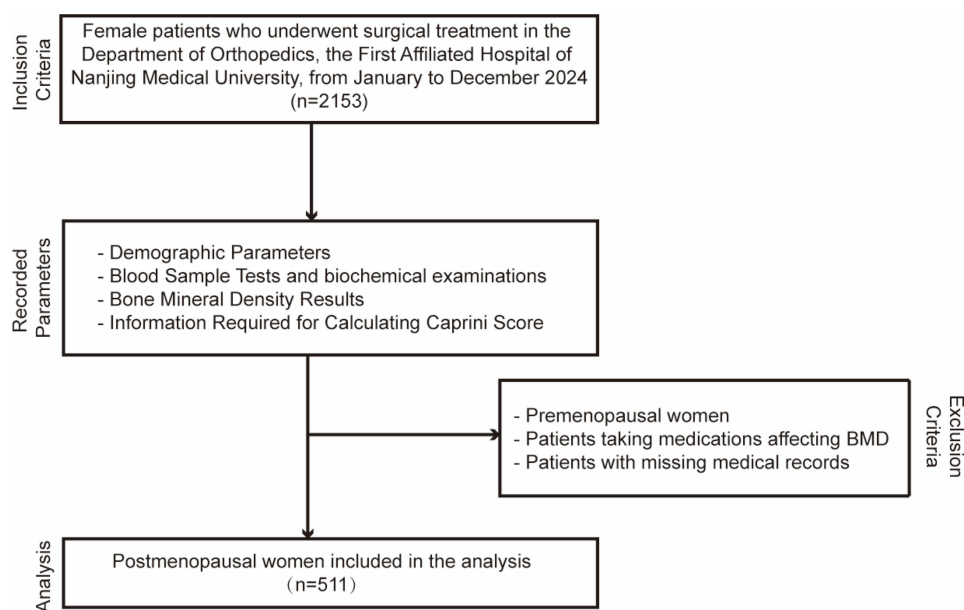 Inclusion
Criteria
Female patients who underwent surgical treatment in the
Department of Orthopedics, the First Affiliated Hospital of
Nanjing Medical University, from January to December 2024
(n=2153)
Recorded
Parameters
- Demographic Parameters
- Blood Sample Tests and biochemical examinations
- Bone Mineral Density Results
- Information Required for Calculating Caprini Score
- Premenopausal women
- Patients taking medications affecting BMD
- Patients with missing medical records
Exclusion
Criteria
Analysis
Postmenopausal women included in the analysis
（n=511）